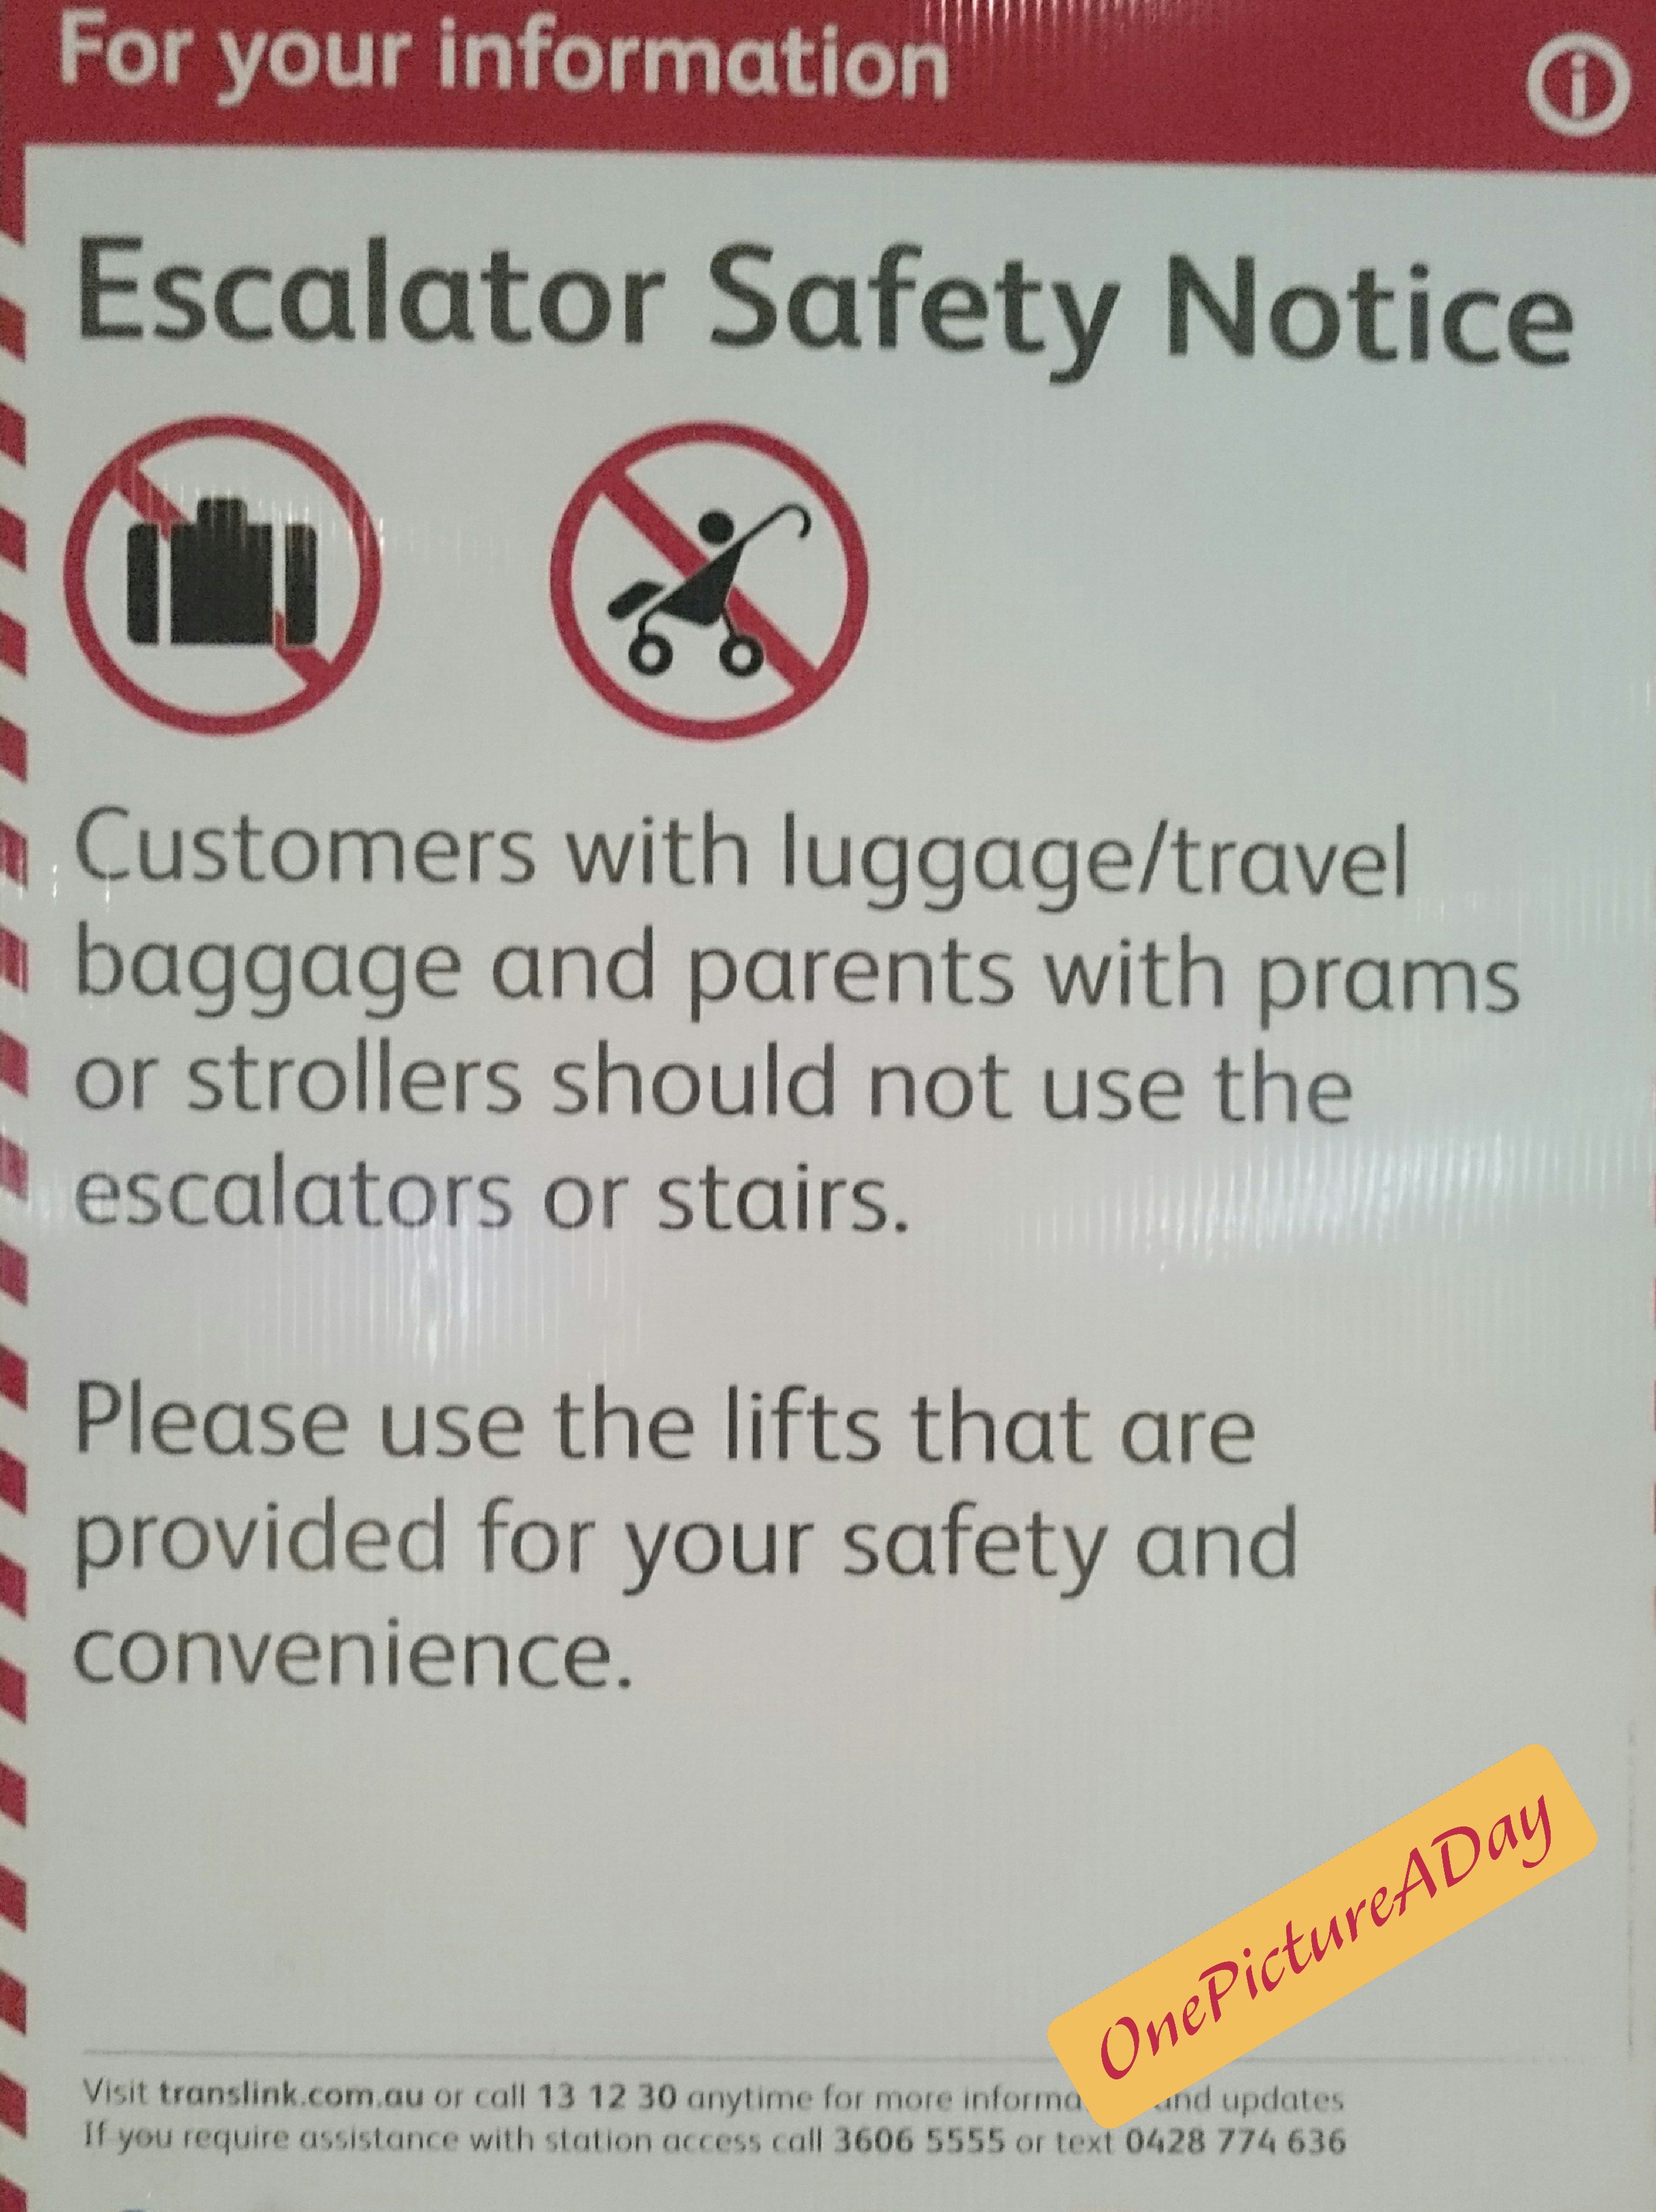 For your information
i
Escalator Safety Notice
Customers with luggage/travel
baggage and parents with prams
or strollers should not use the
escalators or stairs.
Please use the lifts that are
provided for your safety and
convenience.
OnePictureADay
Visit translink.com.au or call 13 12 30 anytime for more informa and updates
If you require assistance with station access call 3606 5555 or text 0428 774 636